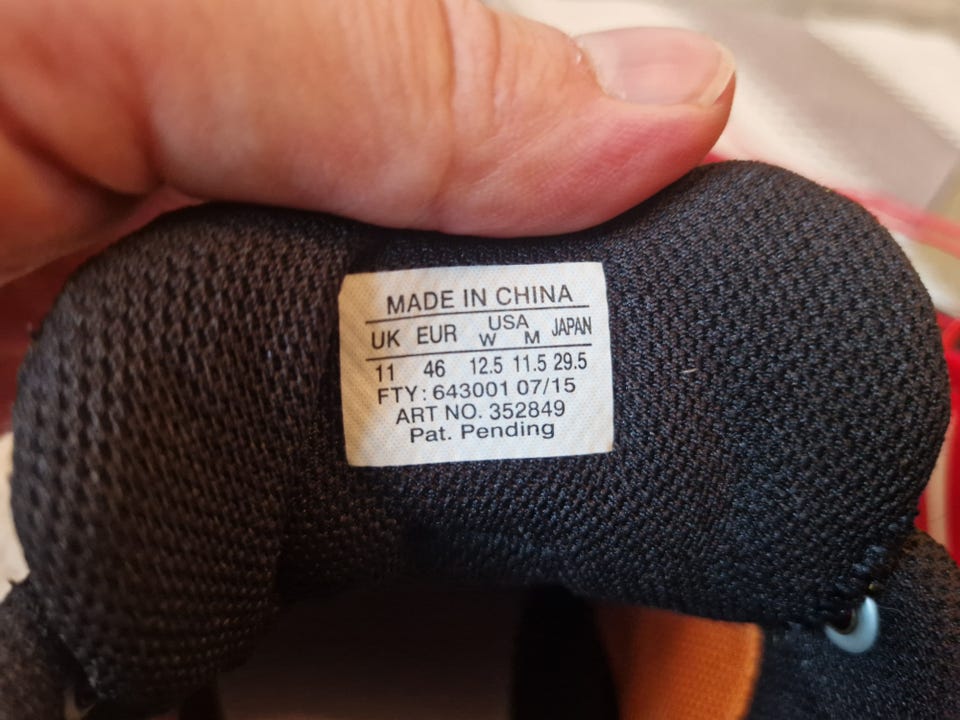 MADE IN CHINA
UK EUR USA JAPAN
W M
11 46 12.5 11.5 29.5
FTY: 643001 07/15
ART NO. 352849
Pat. Pending